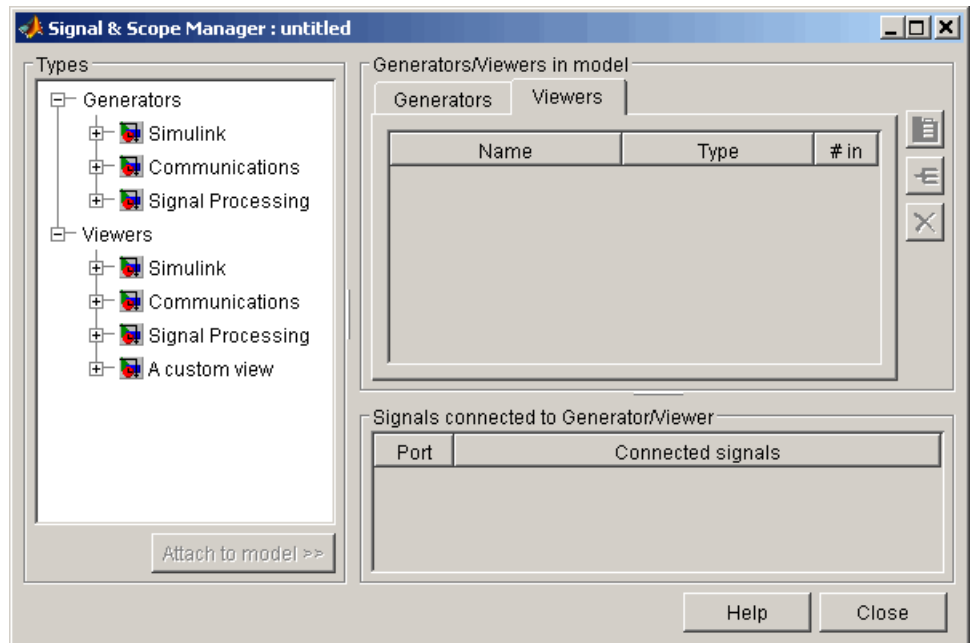 Signal & Scope Manager : untitled
Types
Generators
Simulink
Communications
Signal Processing
Viewers
Simulink
Communications
Signal Processing
A custom view
Attach to model >>
Generators/Viewers in model
Generators Viewers
Name Type # in
Signals connected to Generator/Viewer
Port Connected signals
Help Close